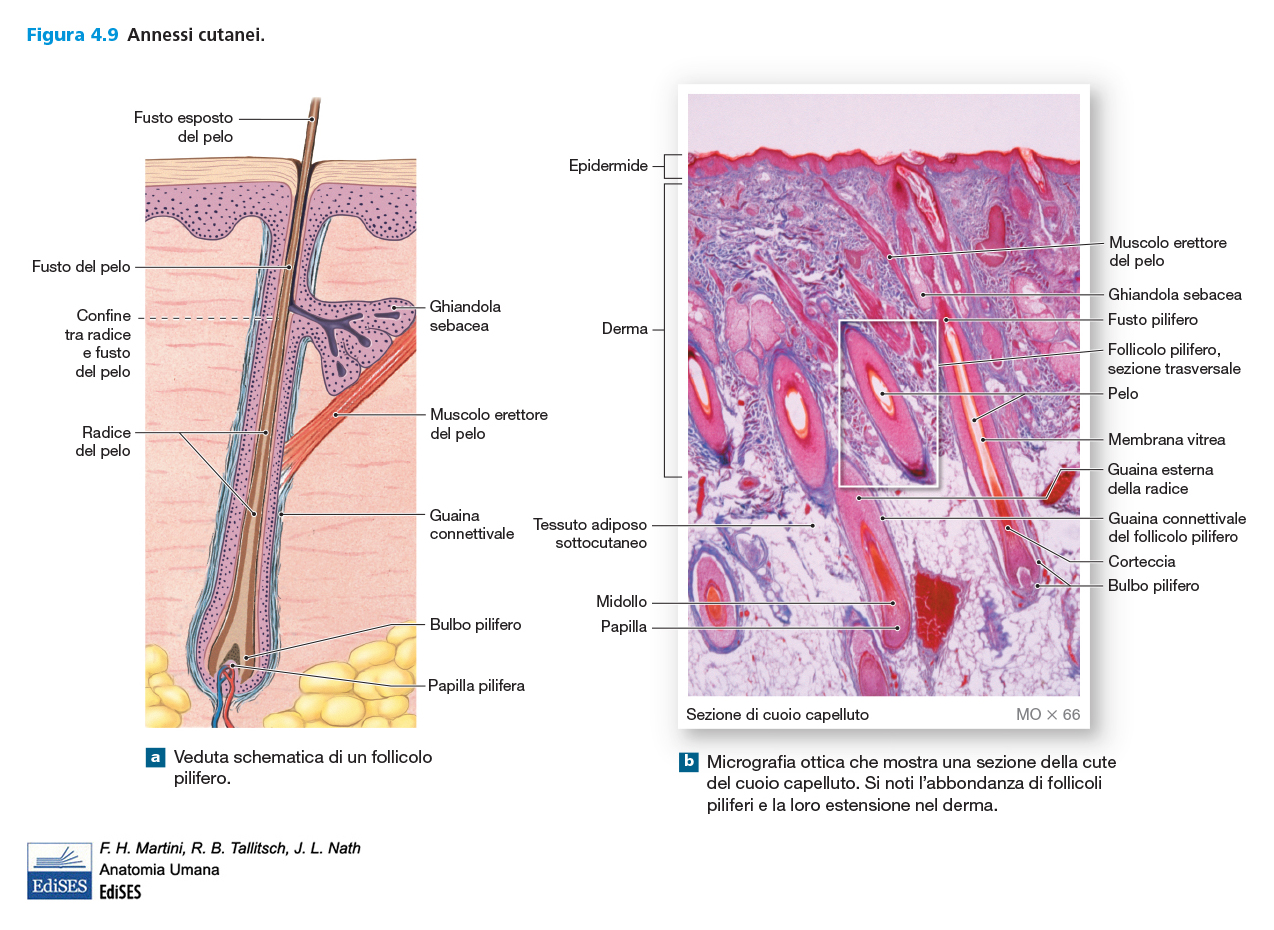 Figura 4.9 Annessi cutanei.
Fusto esposto
del pelo
Fusto del pelo
Confine
tra radice
e fusto
del pelo
Radice
del pelo
Ghiandola
sebacea
Muscolo erettore
del pelo
Guaina
connettivale
Bulbo pilifero
Papilla pilifera
a Veduta schematica di un follicolo
pilifero.
Epidermide
Derma
Tessuto adiposo
sottocutaneo
Midollo
Papilla
Muscolo erettore
del pelo
Ghiandola sebacea
Fusto pilifero
Follicolo pilifero,
sezione trasversale
Pelo
Membrana vitrea
Guaina esterna
della radice
Guaina connettivale
del follicolo pilifero
Corteccia
Bulbo pilifero
Sezione di cuoio capelluto MO × 66
b Micrografia ottica che mostra una sezione della cute
del cuoio capelluto. Si noti l'abbondanza di follicoli
piliferi e la loro estensione nel derma.
F. H. Martini, R. B. Tallitsch, J. L. Nath
Anatomia Umana
EdiSES
EdiSES